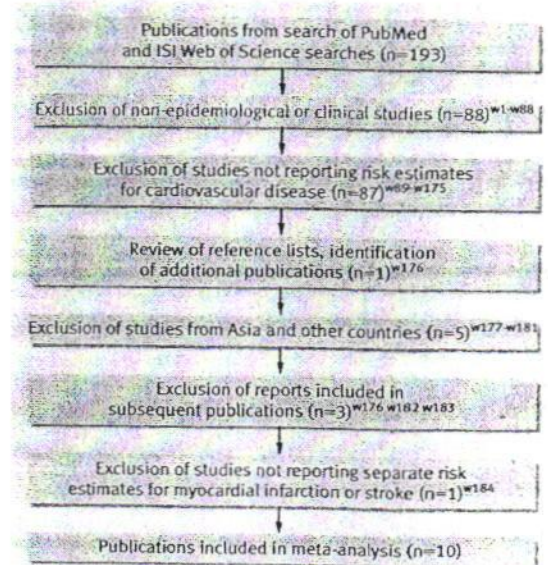 Publications from search of PubMed
and ISI Web of Science searches (n=193)
Exclusion of non-epidemiological or clinical studies (n=88)w1-w88
Exclusion of studies not reporting risk estimates
for cardiovascular disease (n=87)w89-w175
Review of reference lists, identification
of additional publications (n=1)w176
Exclusion of studies from Asia and other countries (n=5)w177-w181
Exclusion of reports included in
subsequent publications (n=3)w176 w182 w183
Exclusion of studies not reporting separate risk
estimates for myocardial infarction or stroke (n=1)w184
Publications included in meta-analysis (n=10)